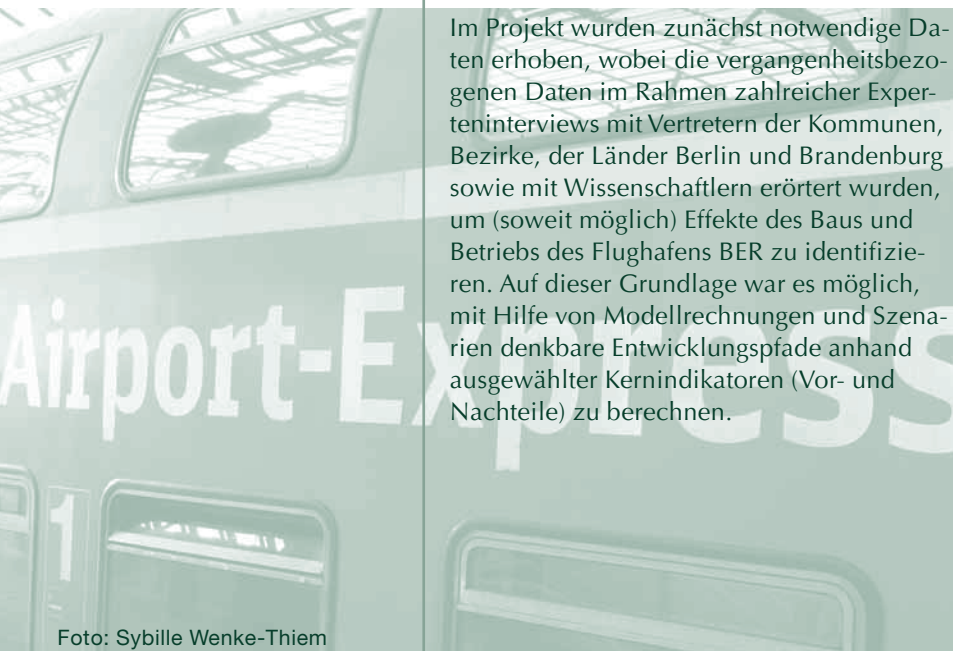 Im Projekt wurden zunächst notwendige Da-
ten erhoben, wobei die vergangenheitsbezo-
genen Daten im Rahmen zahlreicher Exper-
teninterviews mit Vertretern der Kommunen,
Bezirke, der Länder Berlin und Brandenburg
sowie mit Wissenschaftlern erörtert wurden,
um (soweit möglich) Effekte des Baus und
Betriebs des Flughafens BER zu identifizie-
ren. Auf dieser Grundlage war es möglich,
mit Hilfe von Modellrechnungen und Szena-
rien denkbare Entwicklungspfade anhand
ausgewählter Kernindikatoren (Vor- und
Nachteile) zu berechnen.
Airport-Express
1
Foto: Sybille Wenke-Thiem